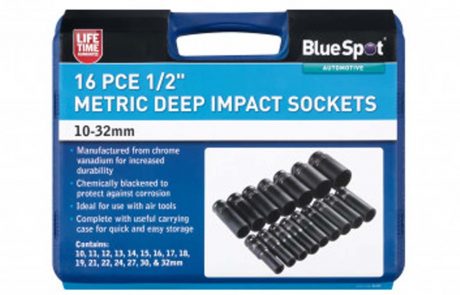 LIFE
TIME
GUARANTEE
BlueSpot
AUTOMOTIVE
16 PCE 1/2"
METRIC DEEP IMPACT SOCKETS
10-32mm
• Manufactured from chrome
vanadium for increased
durability
• Chemically blackened to
protect against corrosion
• Ideal for use with air tools
• Complete with useful carrying
case for quick and easy storage
Contains:
10, 11, 12, 13, 14, 15, 16, 17, 18,
19, 21, 22, 24, 27, 30, & 32mm